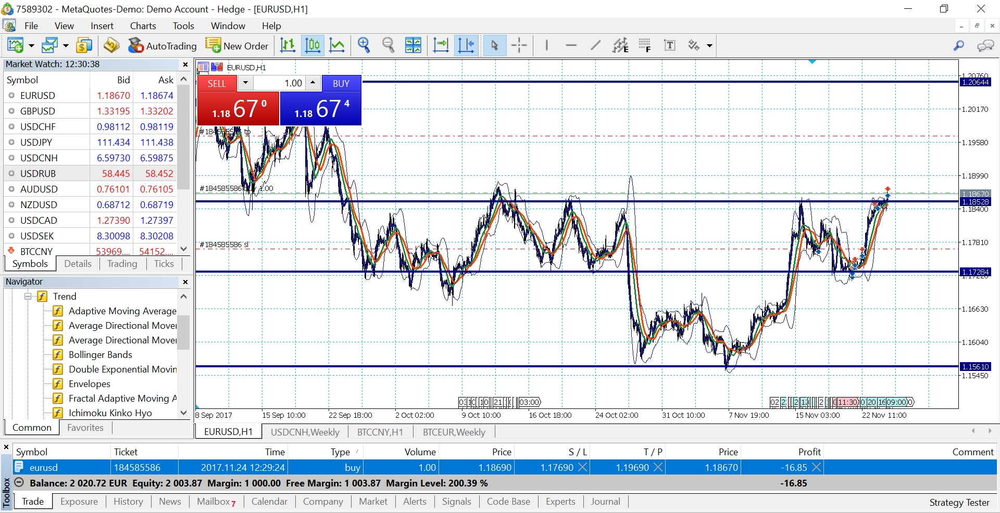 7589302 - MetaQuotes-Demo: Demo Account - Hedge - [EURUSD,H1]
File View Insert Charts Tools Window Help
AutoTrading New Order
Market Watch: 12:30:38
Symbol Bid Ask
EURUSD 1.18670 1.18674
GBPUSD 1.33195 1.33202
USDCHF 0.98112 0.98119
USDJPY 111.434 111.438
USDCNH 6.59730 6.59875
USDRUB 58.445 58.452
AUDUSD 0.76101 0.76105
NZDUSD 0.68712 0.68719
USDCAD 1.27390 1.27397
USDSEK 8.30098 8.30208
BTCCNY 53969.... 54152....
Symbols Details Trading Ticks
Navigator
Trend
Adaptive Moving Average
Average Directional Mover
Average Directional Mover
Bollinger Bands
Double Exponential Movin
Envelopes
Fractal Adaptive Moving A
Ichimoku Kinko Hyo
Common Favorites
EURUSD,H1
SELL 1.00 BUY
1.18 67 0 1.18 67 4
#184585586 tp
#184585586 buy 1.00
#184585586 sl
1.20760
1.20644
1.20170
1.19580
1.18990
1.18670
1.18528
1.18400
1.17810
1.17284
1.17220
1.16630
1.16040
1.15610
1.15450
03:00 02 11:30 20 16 09:00
8 Sep 2017 15 Sep 10:00 22 Sep 18:00 2 Oct 02:00 9 Oct 10:00 16 Oct 18:00 24 Oct 02:00 31 Oct 10:00 7 Nov 19:00 15 Nov 03:00 22 Nov 11:00
EURUSD,H1 USDCNH,Weekly BTCCNY,H1 BTCEUR,Weekly
Symbol Ticket Time Type Volume Price S / L T / P Price Profit Comment
eurusd 184585586 2017.11.24 12:29:24 buy 1.00 1.18690 1.17690 1.19690 1.18670 -16.85
Balance: 2 020.72 EUR Equity: 2 003.87 Margin: 1 000.00 Free Margin: 1 003.87 Margin Level: 200.39 % -16.85
Toolbox
Trade Exposure History News Mailbox 7 Calendar Company Market Alerts Signals Code Base Experts Journal
Strategy Tester